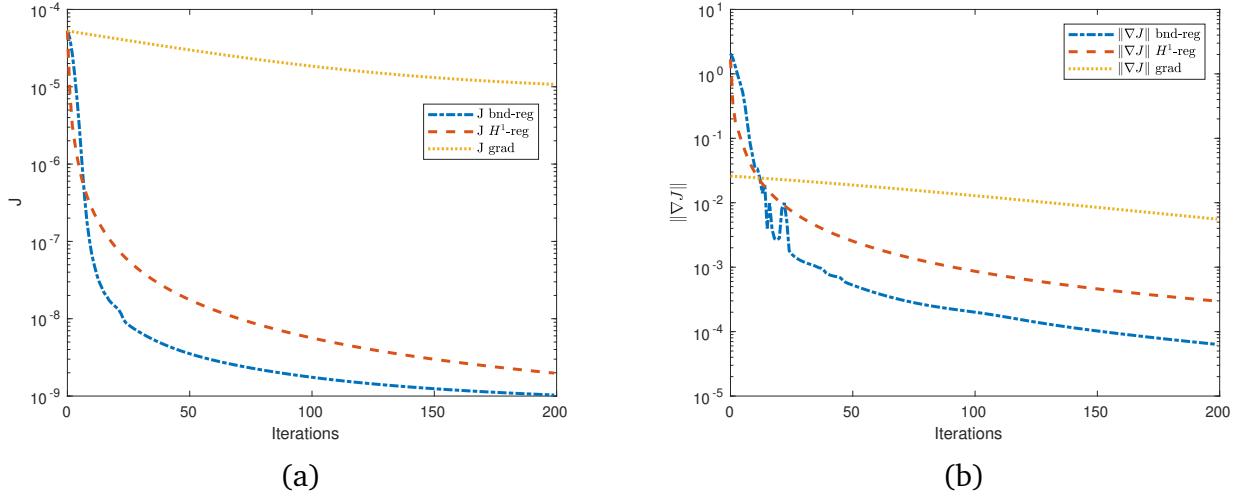 10^-4
10^-5
10^-6
10^-7
10^-8
10^-9
J
0
50
100
150
200
Iterations
J bnd-reg
J H^1-reg
J grad
(a)
10^1
10^0
10^-1
10^-2
10^-3
10^-4
10^-5
‖∇J‖
0
50
100
150
200
Iterations
‖∇J‖ bnd-reg
‖∇J‖ H^1-reg
‖∇J‖ grad
(b)